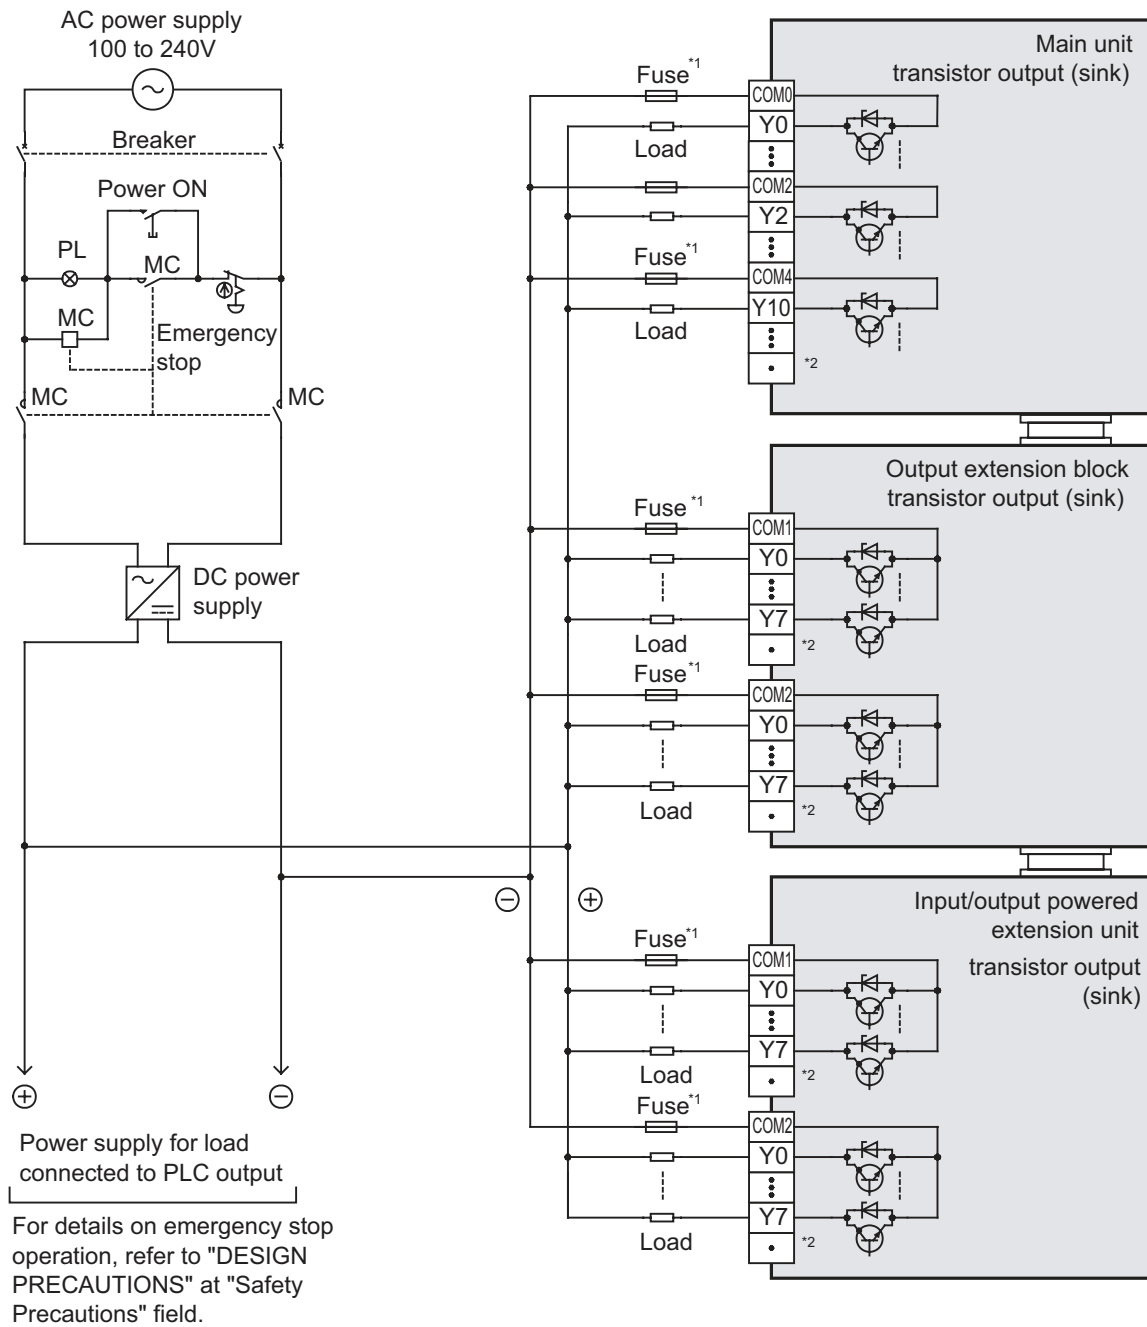 AC power supply
100 to 240V
Breaker
Power ON
PL
MC
MC
Emergency
stop
MC
MC
DC power
supply
Power supply for load
connected to PLC output
For details on emergency stop
operation, refer to "DESIGN
PRECAUTIONS" at "Safety
Precautions" field.
Main unit
transistor output (sink)
Fuse*1
COM0
Y0
Load
COM2
Y2
Fuse*1
COM4
Y10
Load
*2
Output extension block
transistor output (sink)
Fuse*1
COM1
Y0
Y7
Load
*2
Fuse*1
COM2
Y0
Y7
Load
*2
Input/output powered
extension unit
transistor output
(sink)
Fuse*1
COM1
Y0
Y7
Load
*2
Fuse*1
COM2
Y0
Y7
Load
*2